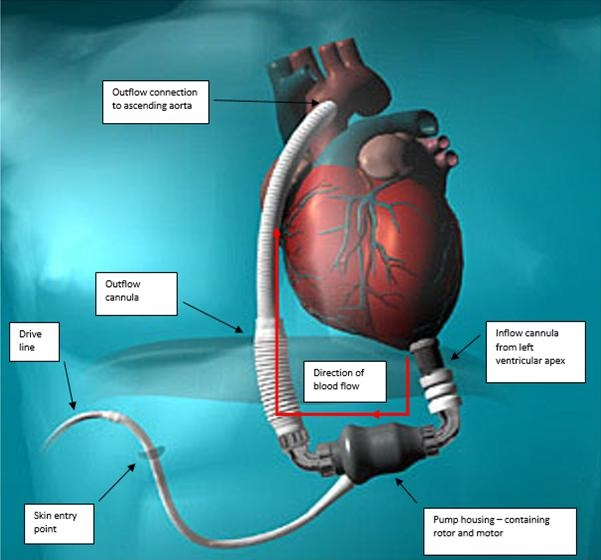 Outflow connection
to ascending aorta
Outflow
cannula
Drive
line
Inflow cannula
from left
ventricular apex
Direction of
blood flow
Skin entry
point
Pump housing – containing
rotor and motor